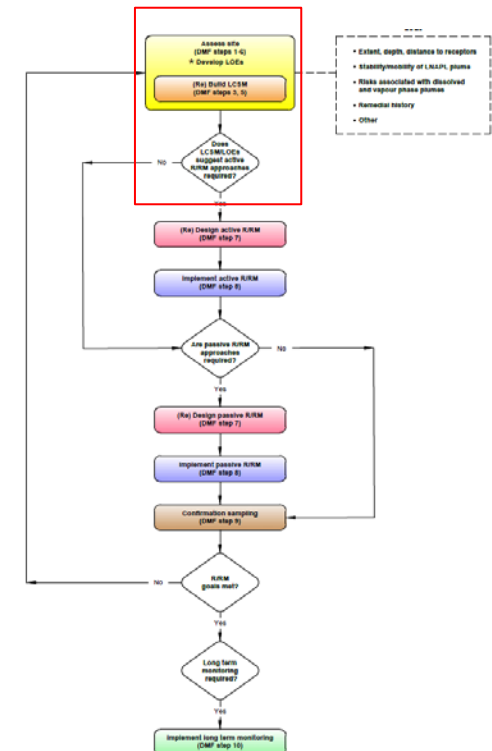 Assess site
(DMF steps 1-6)
* Develop LOEs
(Re) Build LCSM
(DMF steps 3, 5)
• Extent, depth, distance to receptors
• Stability/mobility of LNAPL plume
• Risks associated with dissolved
and vapour phase plumes
• Remedial history
• Other
Does
LCSM/LOEs
suggest active
R/RM approaches
required?
No
Yes
(Re) Design active R/RM
(DMF step 7)
Implement active R/RM
(DMF step 8)
Are passive R/RM
approaches
required?
No
Yes
(Re) Design passive R/RM
(DMF step 7)
Implement passive R/RM
(DMF step 8)
Confirmation sampling
(DMF step 9)
R/RM
goals met?
No
Yes
Long term
monitoring
required?
Yes
Implement long term monitoring
(DMF step 10)